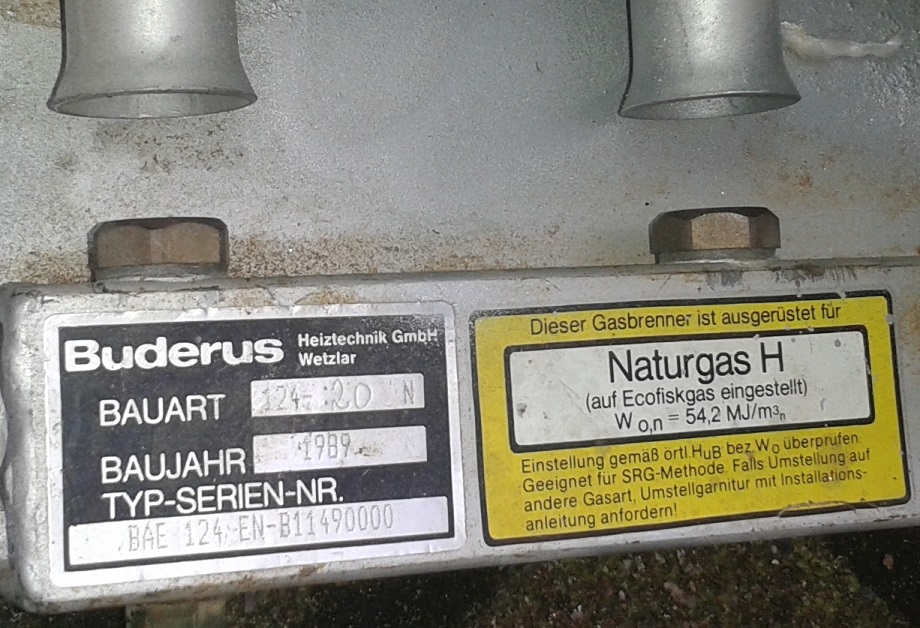 Buderus Heiztechnik GmbH
Wetzlar
BAUART 124-20 N
BAUJAHR 1989
TYP-SERIEN-NR.
BAE 124/EN-B11490000
Dieser Gasbrenner ist ausgerüstet für
Naturgas H
(auf Ecofiskgas eingestellt)
W o,n = 54,2 MJ/m³n
Einstellung gemäß örtl. HuB bez. Wo überprüfen.
Geeignet für SRG-Methode. Falls Umstellung auf
andere Gasart, Umstellgarnitur mit Installations-
anleitung anfordern!